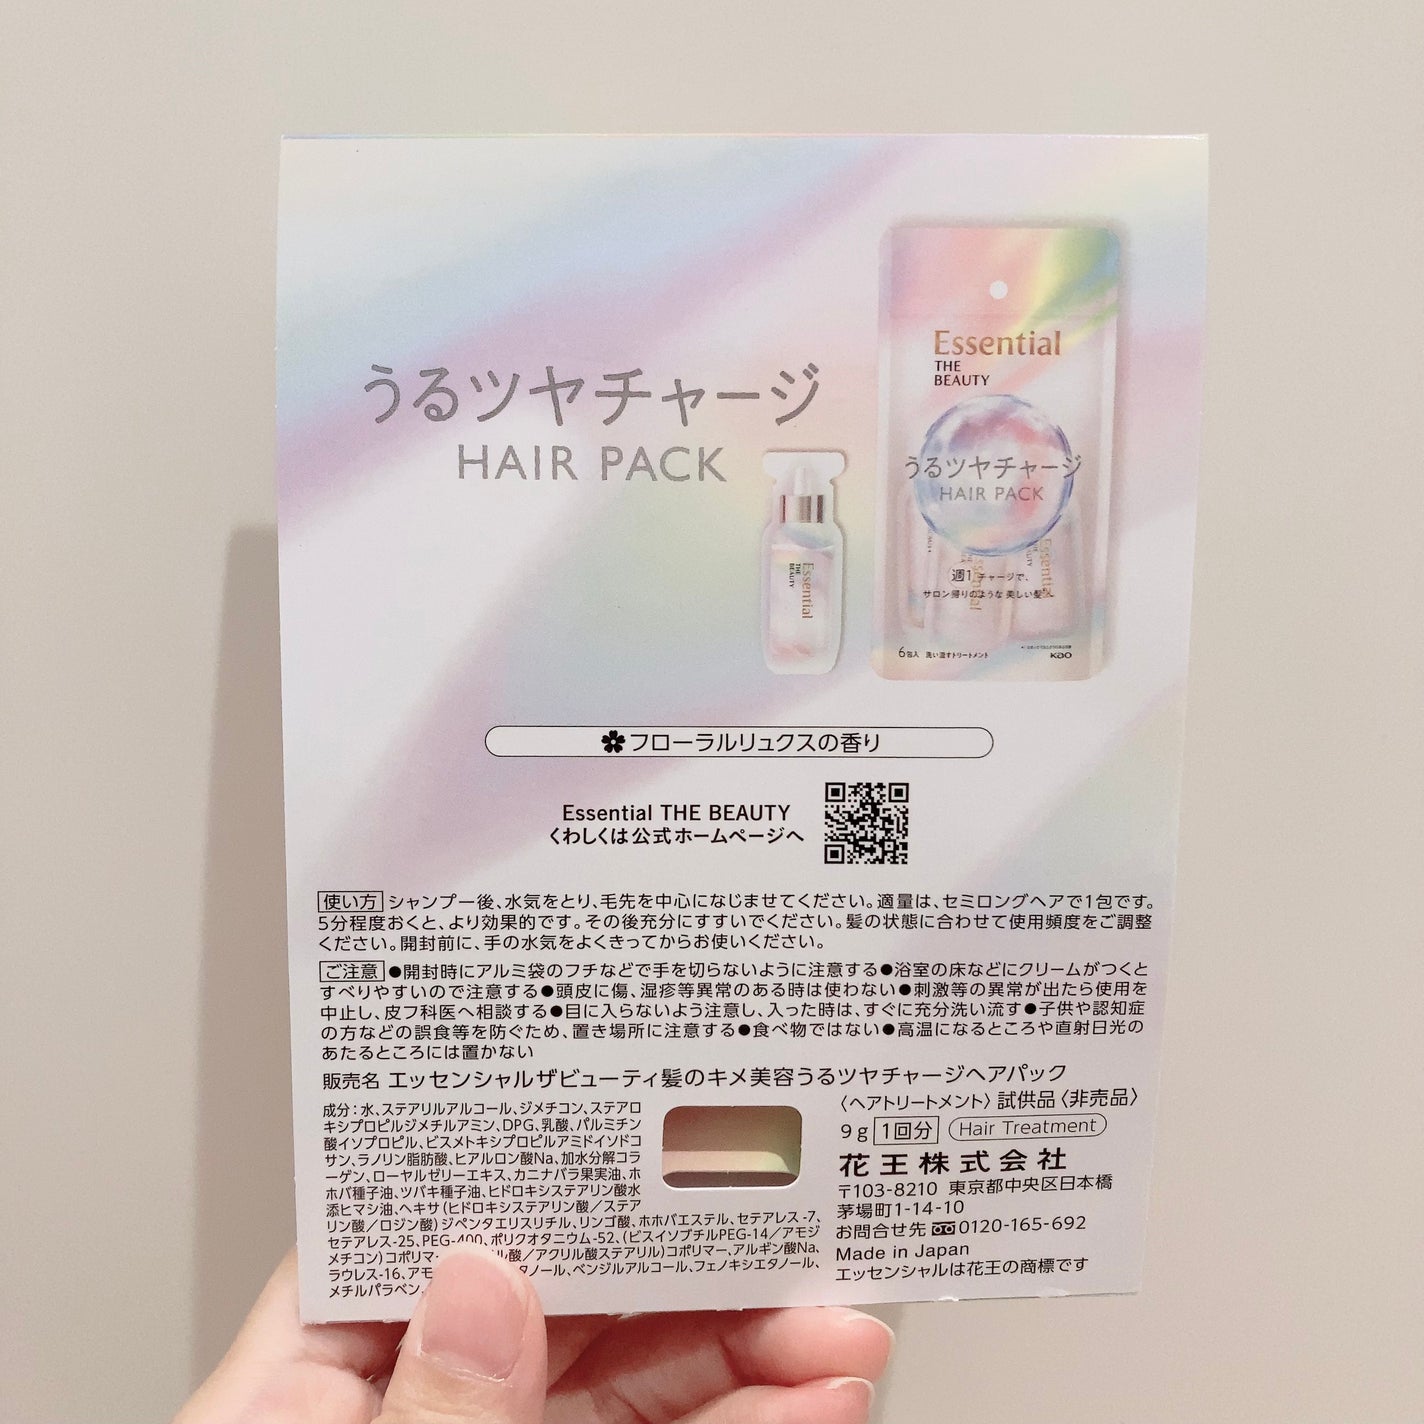 うるツヤチャージ
HAIR PACK
Essential
THE
BEAUTY
うるツヤチャージ
HAIR PACK
週1チャージで、
サロン帰りのような 美しい髪へ
6包入 洗い流すトリートメント
Kao
Essential
THE
BEAUTY
フローラルリュクスの香り
Essential THE BEAUTY
くわしくは公式ホームページへ
使い方 シャンプー後、水気をとり、毛先を中心になじませてください。適量は、セミロングヘアで1包です。
5分程度おくと、より効果的です。その後充分にすすいでください。髪の状態に合わせて使用頻度をご調整
ください。開封前に、手の水気をよくきってからお使いください。
ご注意 ●開封時にアルミ袋のフチなどで手を切らないように注意する●浴室の床などにクリームがつくと
すべりやすいので注意する●頭皮に傷、湿疹等異常のある時は使わない●刺激等の異常が出たら使用を
中止し、皮フ科医へ相談する●目に入らないよう注意し、入った時は、すぐに充分洗い流す●子供や認知症
の方などの誤食等を防ぐため、置き場所に注意する●食べ物ではない●高温になるところや直射日光の
あたるところには置かない
販売名 エッセンシャルザビューティ髪のキメ美容うるツヤチャージヘアパック
成分：水、ステアリルアルコール、ジメチコン、ステアロ
キシプロピルジメチルアミン、DPG、乳酸、パルミチン
酸イソプロピル、ビスメトキシプロピルアミドイソドコ
サン、ラノリン脂肪酸、ヒアルロン酸Na、加水分解コラ
ーゲン、ローヤルゼリーエキス、カニナバラ果実油、ホ
ホバ種子油、ツバキ種子油、ヒドロキシステアリン酸水
添ヒマシ油、ヘキサ（ヒドロキシステアリン酸／ステア
リン酸／ロジン酸）ジペンタエリスリチル、リンゴ酸、ホホバエステル、セテアレス-7、
セテアレス-25、PEG-400、ポリクオタニウム-52、（ビスイソブチルPEG-14／アモジ
メチコン）コポリマー ル酸／アクリル酸ステアリル）コポリマー、アルギン酸Na、
ラウレス-16、アモ タノール、ベンジルアルコール、フェノキシエタノール、
メチルパラベン、
〈ヘアトリートメント〉 試供品〈非売品〉
9g 1回分 Hair Treatment
花王株式会社
〒103-8210 東京都中央区日本橋
茅場町1-14-10
お問合せ先 0120-165-692
Made in Japan
エッセンシャルは花王の商標です